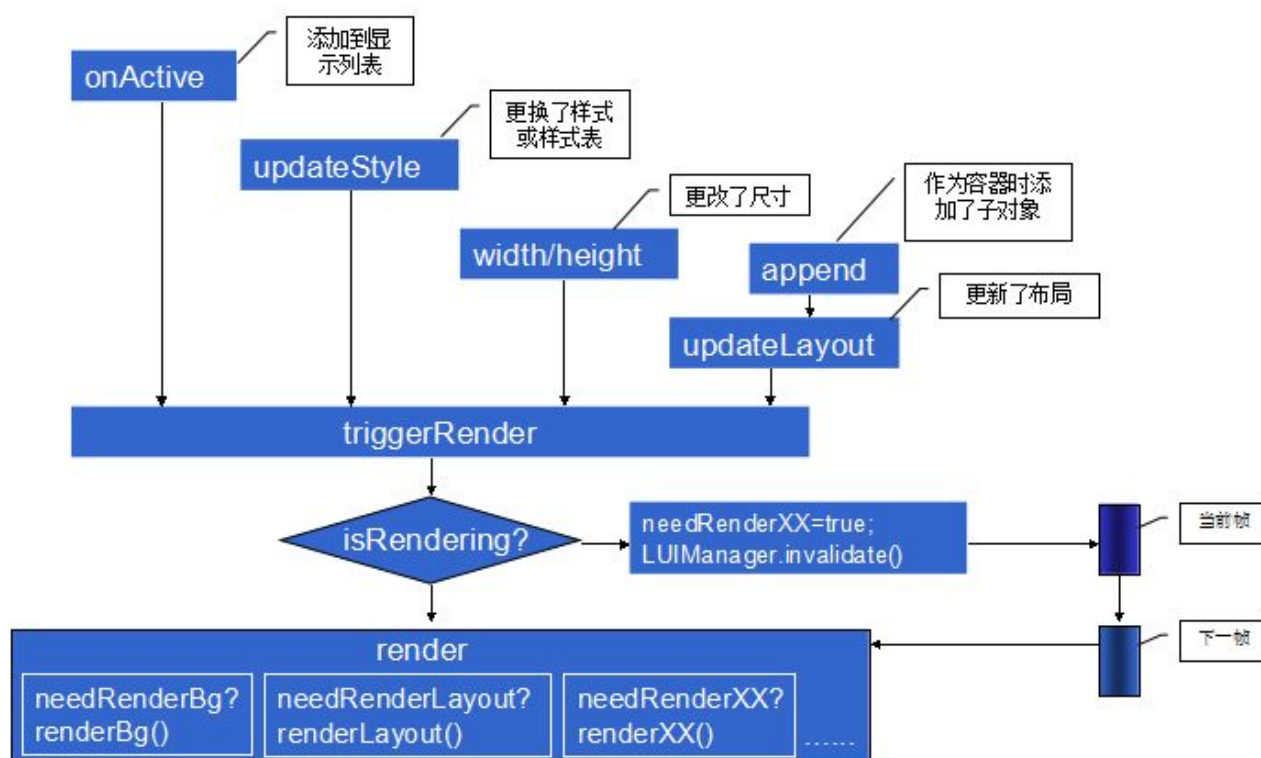 添加到显
示列表
onActive
更换了样式
或样式表
updateStyle
更改了尺寸
作为容器时添
加了子对象
width/height
append
更新了布局
updateLayout
triggerRender
isRendering?
needRenderXX=true;
LUIManager.invalidate()
当前帧
下一帧
render
needRenderBg?
renderBg()
needRenderLayout?
renderLayout()
needRenderXX?
renderXX()
......